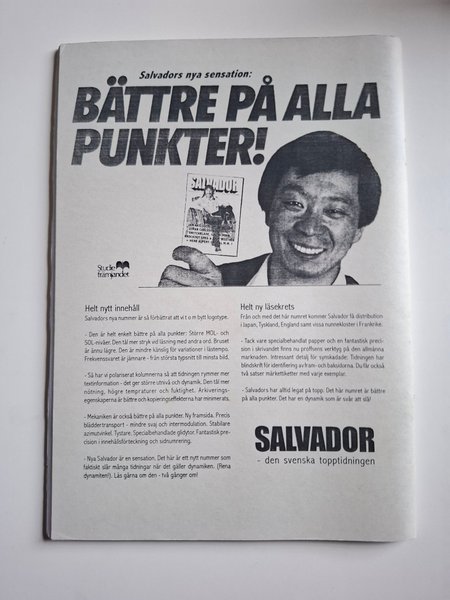 Salvadors nya sensation:
BÄTTRE PÅ ALLA
PUNKTER!
SALVADOR
Studie
främjandet
Helt nytt innehåll
Salvadors nya nummer är så förbättrat att vi t o m bytt logotype.
- Den är helt enkelt bättre på alla punkter: Större MOL- och
SOL-nivåer. Den tål mer stryk vid läsning med andra ord. Bruset
är ännu lägre. Den är mindre känslig för variationer i lästempo.
Frekvenssvaret är jämnare - från största typsnitt till minsta bild.
- Så här vi polariserat kolumnerna så att tidningen rymmer mer
textinformation - det ger större utnivå och dynamik. Den tål mer
nötning, högre temparaturer och fuktighet. Arkiverings-
egenskaperna är bättre och kopieringseffekterna har minimerats.
- Mekaniken är också bättre på alla punkter. Ny framsida. Precis
bläddertransport - mindre svaj och intermodulation. Stabilare
azimutvinkel. Tystare. Specialbehandlade glidytor. Fantastisk pre-
cision i innehållsförteckning och sidnumrering.
- Nya Salvador är en sensation. Det här är ett nytt nummer som
faktiskt slår många tidningar när det gäller dynamiken. (Rena
dynamiten!). Läs gärna om den - två gånger om!
Helt ny läsekrets
Från och med det här numret kommer Salvador få distribution
i Japan, Tyskland, England samt vissa nunnekloster i Frankrike.
- Tack vare specialbehandlat papper och en fantastisk precis-
sion i skrivandet finns nu proffsens verktyg på den allmänna
marknaden. Intressant detalj för synskadade: Tidningen har
blindskrift för identifiering av fram- och baksidorna. Du får också
två satser märketiketter med varje exemplar.
- Salvadors har alltid legat på topp. Det här numret är bättre
på alla punkter. Det har en dynamik som är svår att slå!
SALVADOR
- den svenska topptidningen